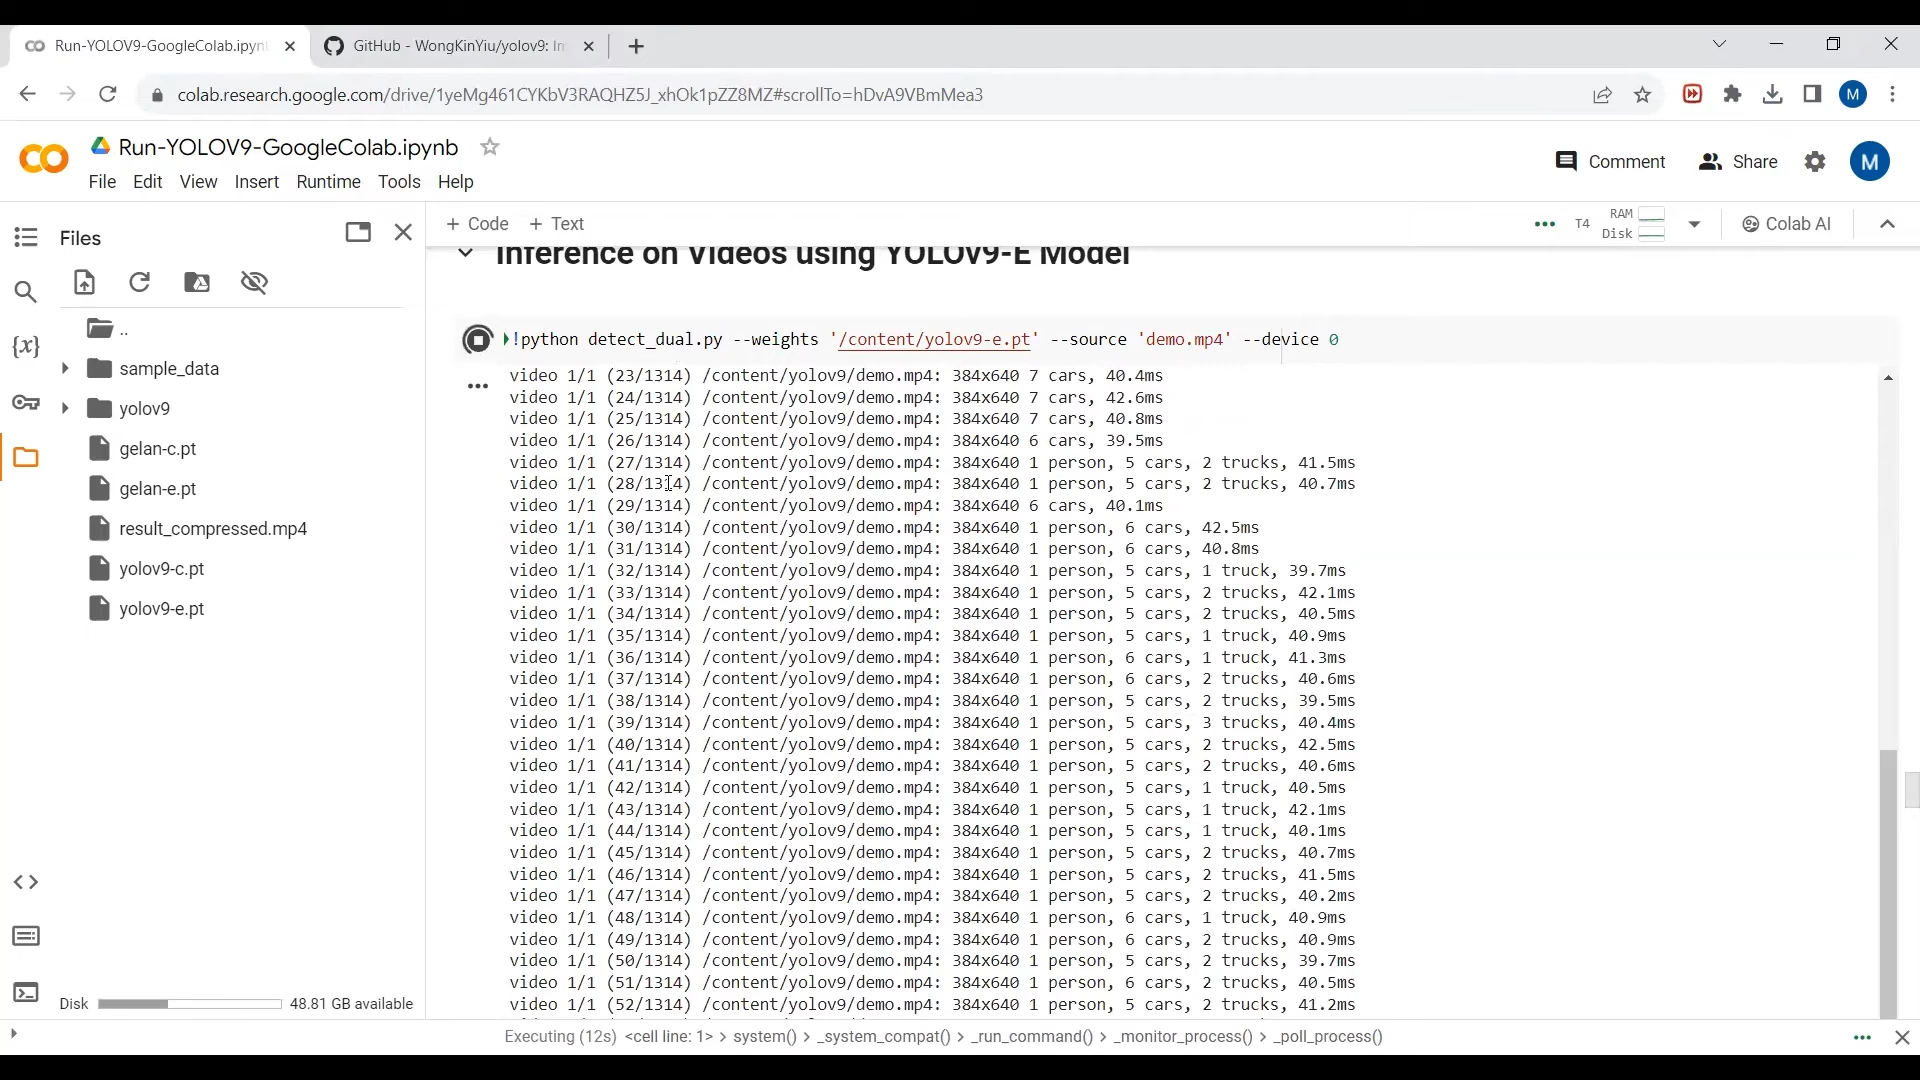 Run-YOLOV9-GoogleColab.ipyn
GitHub - WongKinYiu/yolov9: Im
colab.research.google.com/drive/1yeMg461CYKbV3RAQHZ5J_xhOk1pZZ8MZ#scrollTo=hDvA9VBmMea3
M
Run-YOLOV9-GoogleColab.ipynb
File Edit View Insert Runtime Tools Help
Comment Share M
Files
+ Code + Text
T4 RAM Disk Colab AI
..
sample_data
yolov9
gelan-c.pt
gelan-e.pt
result_compressed.mp4
yolov9-c.pt
yolov9-e.pt
Disk 48.81 GB available
Inference on Videos using YOLOv9-E Model
!python detect_dual.py --weights '/content/yolov9-e.pt' --source 'demo.mp4' --device 0
video 1/1 (23/1314) /content/yolov9/demo.mp4: 384x640 7 cars, 40.4ms
video 1/1 (24/1314) /content/yolov9/demo.mp4: 384x640 7 cars, 42.6ms
video 1/1 (25/1314) /content/yolov9/demo.mp4: 384x640 7 cars, 40.8ms
video 1/1 (26/1314) /content/yolov9/demo.mp4: 384x640 6 cars, 39.5ms
video 1/1 (27/1314) /content/yolov9/demo.mp4: 384x640 1 person, 5 cars, 2 trucks, 41.5ms
video 1/1 (28/1314) /content/yolov9/demo.mp4: 384x640 1 person, 5 cars, 2 trucks, 40.7ms
video 1/1 (29/1314) /content/yolov9/demo.mp4: 384x640 6 cars, 40.1ms
video 1/1 (30/1314) /content/yolov9/demo.mp4: 384x640 1 person, 6 cars, 42.5ms
video 1/1 (31/1314) /content/yolov9/demo.mp4: 384x640 1 person, 6 cars, 40.8ms
video 1/1 (32/1314) /content/yolov9/demo.mp4: 384x640 1 person, 5 cars, 1 truck, 39.7ms
video 1/1 (33/1314) /content/yolov9/demo.mp4: 384x640 1 person, 5 cars, 2 trucks, 42.1ms
video 1/1 (34/1314) /content/yolov9/demo.mp4: 384x640 1 person, 5 cars, 2 trucks, 40.5ms
video 1/1 (35/1314) /content/yolov9/demo.mp4: 384x640 1 person, 5 cars, 1 truck, 40.9ms
video 1/1 (36/1314) /content/yolov9/demo.mp4: 384x640 1 person, 6 cars, 1 truck, 41.3ms
video 1/1 (37/1314) /content/yolov9/demo.mp4: 384x640 1 person, 6 cars, 2 trucks, 40.6ms
video 1/1 (38/1314) /content/yolov9/demo.mp4: 384x640 1 person, 5 cars, 2 trucks, 39.5ms
video 1/1 (39/1314) /content/yolov9/demo.mp4: 384x640 1 person, 5 cars, 3 trucks, 40.4ms
video 1/1 (40/1314) /content/yolov9/demo.mp4: 384x640 1 person, 5 cars, 2 trucks, 42.5ms
video 1/1 (41/1314) /content/yolov9/demo.mp4: 384x640 1 person, 5 cars, 2 trucks, 40.6ms
video 1/1 (42/1314) /content/yolov9/demo.mp4: 384x640 1 person, 5 cars, 1 truck, 40.5ms
video 1/1 (43/1314) /content/yolov9/demo.mp4: 384x640 1 person, 5 cars, 1 truck, 42.1ms
video 1/1 (44/1314) /content/yolov9/demo.mp4: 384x640 1 person, 5 cars, 1 truck, 40.1ms
video 1/1 (45/1314) /content/yolov9/demo.mp4: 384x640 1 person, 5 cars, 2 trucks, 40.7ms
video 1/1 (46/1314) /content/yolov9/demo.mp4: 384x640 1 person, 5 cars, 2 trucks, 41.5ms
video 1/1 (47/1314) /content/yolov9/demo.mp4: 384x640 1 person, 5 cars, 2 trucks, 40.2ms
video 1/1 (48/1314) /content/yolov9/demo.mp4: 384x640 1 person, 6 cars, 1 truck, 40.9ms
video 1/1 (49/1314) /content/yolov9/demo.mp4: 384x640 1 person, 6 cars, 2 trucks, 40.9ms
video 1/1 (50/1314) /content/yolov9/demo.mp4: 384x640 1 person, 5 cars, 2 trucks, 39.7ms
video 1/1 (51/1314) /content/yolov9/demo.mp4: 384x640 1 person, 6 cars, 2 trucks, 40.5ms
video 1/1 (52/1314) /content/yolov9/demo.mp4: 384x640 1 person, 5 cars, 2 trucks, 41.2ms
Executing (12s) <cell line: 1> > system() > _system_compat() > _run_command() > _monitor_process() > _poll_process()